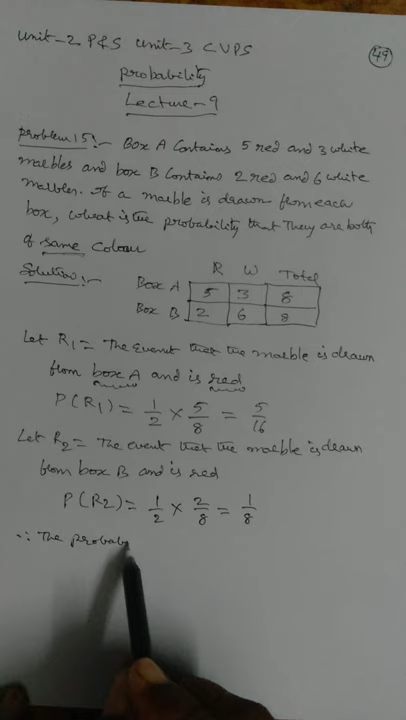 Unit-2 P&S Unit-3 CVPS
49
Probability
Lecture-9
Problem 15:- Box A contains 5 red and 3 white
marbles and box B contains 2 red and 6 white
marbles. If a marble is drawn from each
box, what is the probability that They are both
of same colour
Solution:-
R W Total
Box A 5 3 8
Box B 2 6 8
Let R1 = The event that the marble is drawn
from box A and is red
P(R1) = 1/2 × 5/8 = 5/16
Let R2 = The event that the marble is drawn
from box B and is red
P(R2) = 1/2 × 2/8 = 1/8
∴ The probab